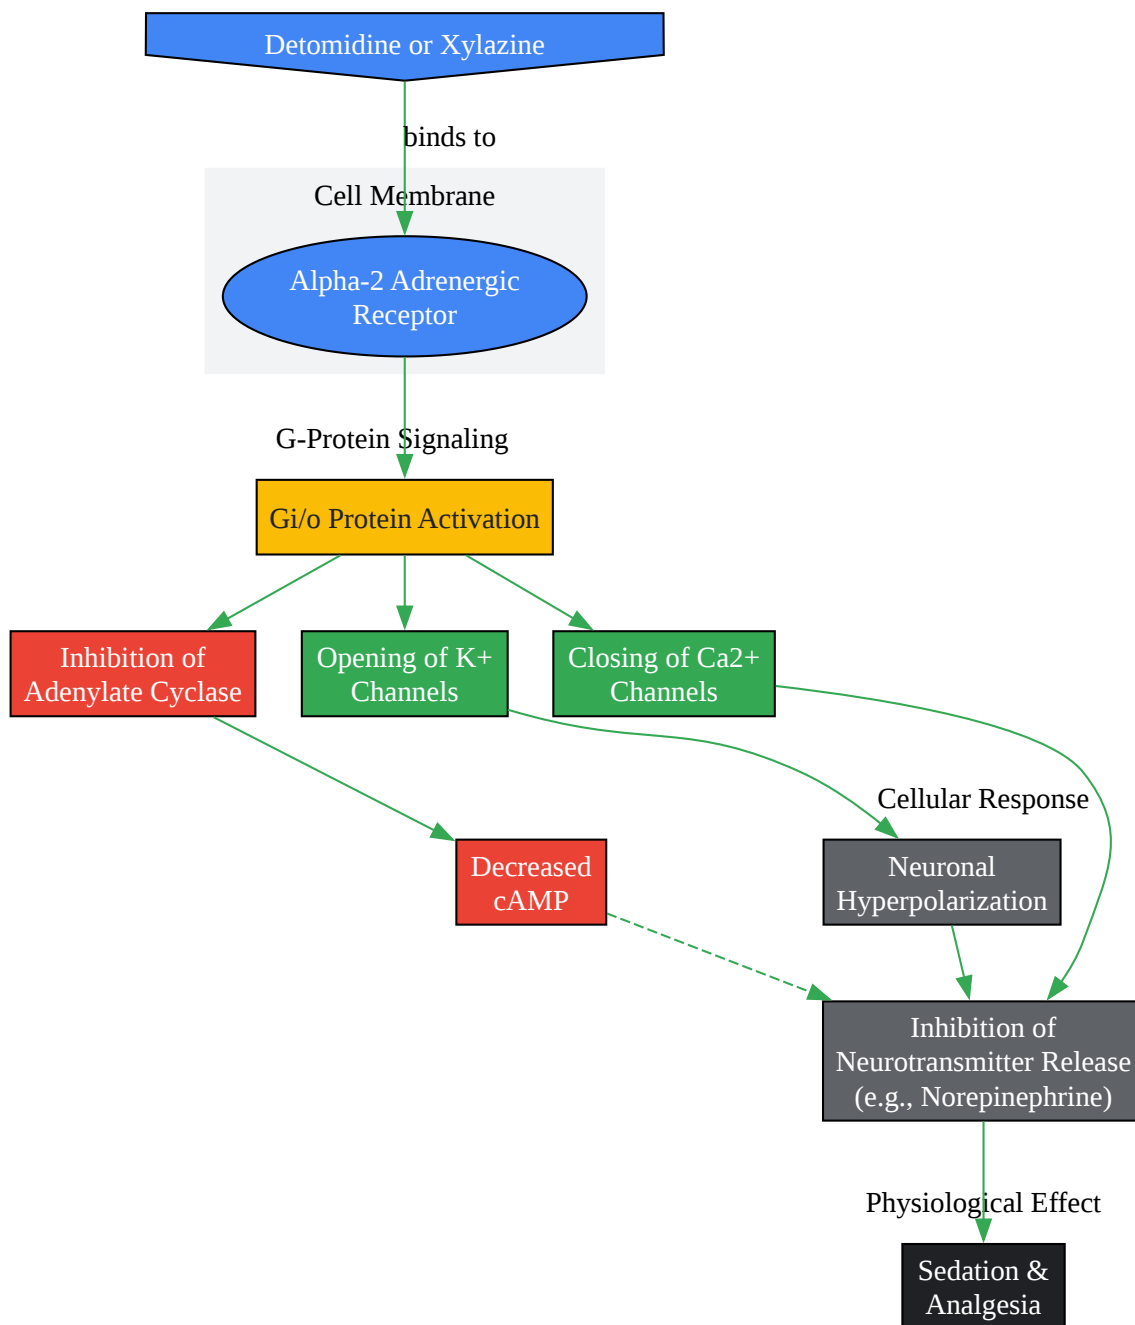 Detomidine or Xylazine
binds to
Cell Membrane
Alpha-2 Adrenergic
Receptor
G-Protein Signaling
Gi/o Protein Activation
Inhibition of
Adenylate Cyclase
Opening of K+
Channels
Closing of Ca2+
Channels
Cellular Response
Decreased
cAMP
Neuronal
Hyperpolarization
Inhibition of
Neurotransmitter Release
(e.g., Norepinephrine)
Physiological Effect
Sedation &
Analgesia